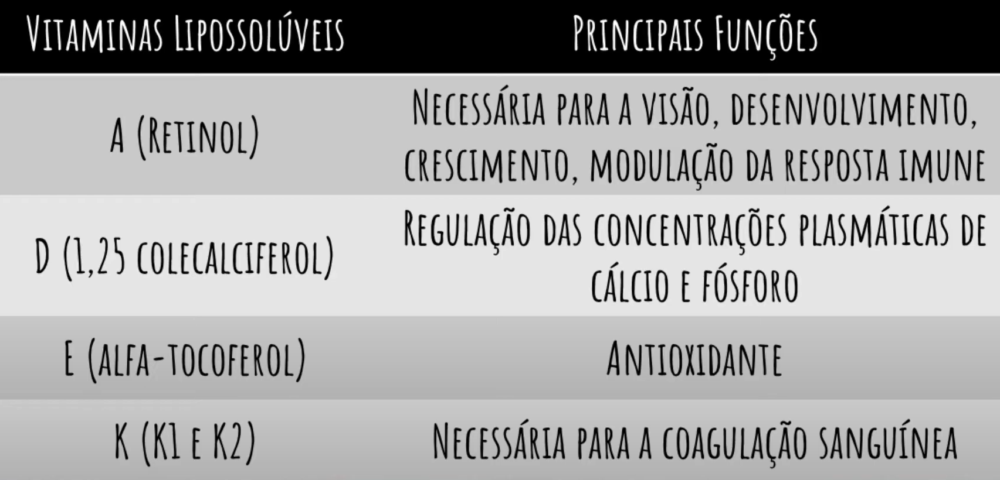 Vitaminas Lipossolúveis
Principais Funções
A (Retinol)
Necessária para a visão, desenvolvimento,
crescimento, modulação da resposta imune
D (1,25 colecalciferol)
Regulação das concentrações plasmáticas de
cálcio e fósforo
E (alfa-tocoferol)
Antioxidante
K (K1 e K2)
Necessária para a coagulação sanguínea